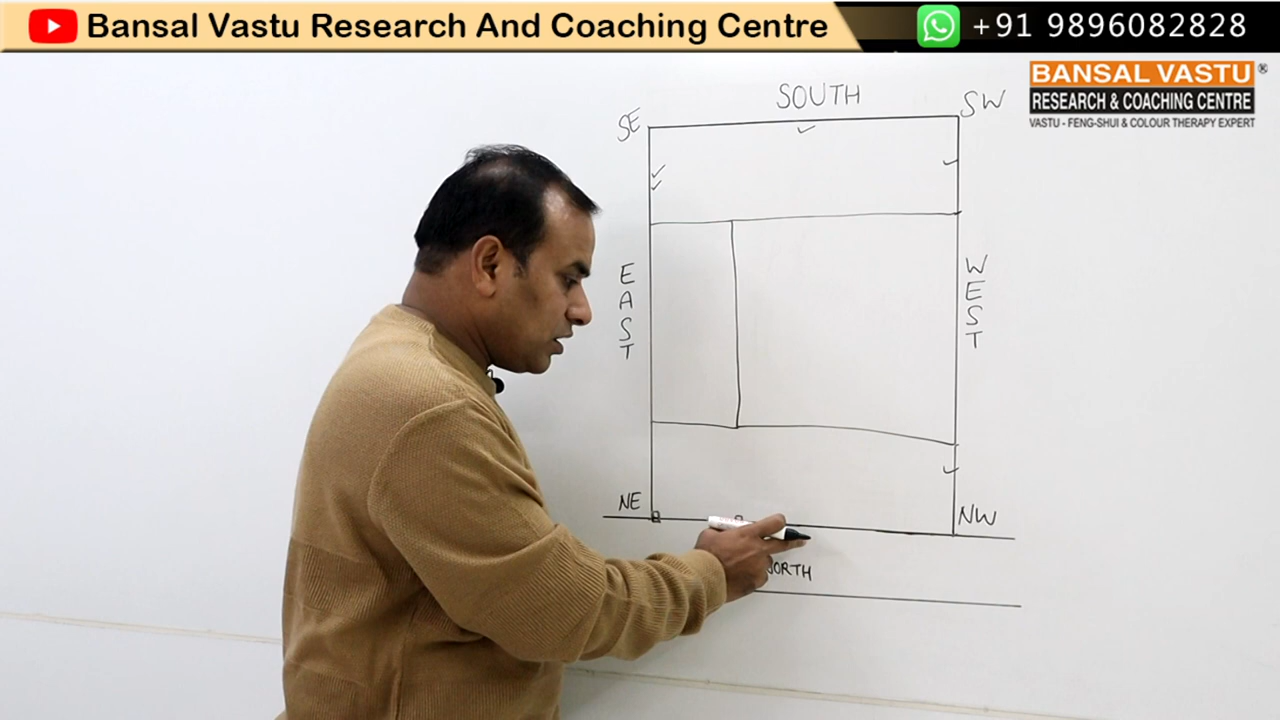 Bansal Vastu Research And Coaching Centre
+91 9896082828
BANSAL VASTU®
RESEARCH & COACHING CENTRE
VASTU - FENG-SHUI & COLOUR THERAPY EXPERT
SOUTH
SE
SW
EAST
WEST
NE
NW